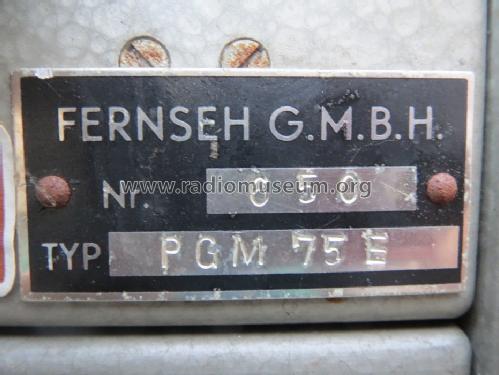 FERNSEH G.M.B.H.
Nr. 850
www.radiomuseum.org
TYP PGM 75 E